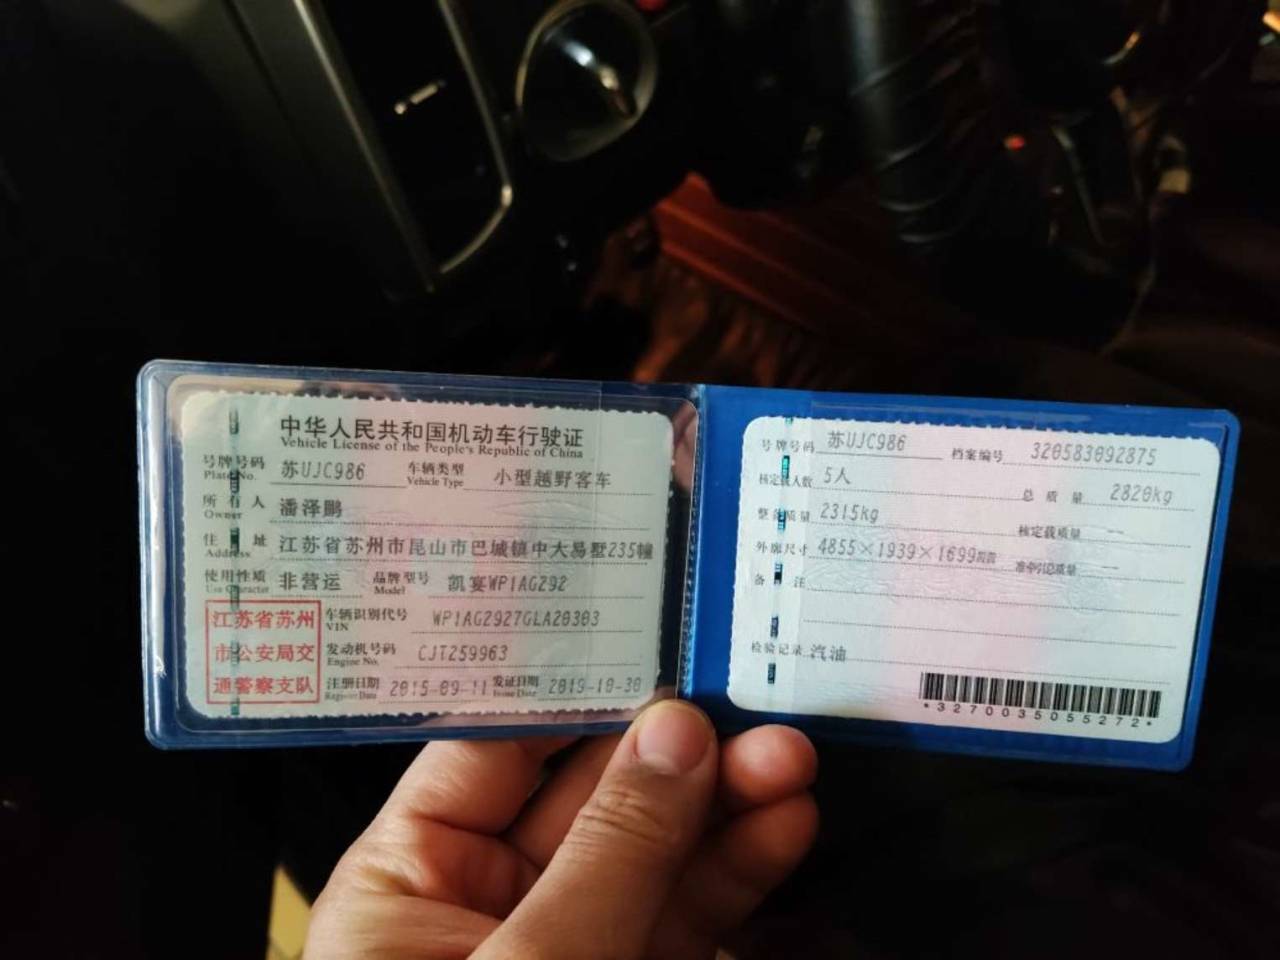 中华人民共和国机动车行驶证
Vehicle License of the People's Republic of China
号牌号码 苏UJC986 车辆类型 小型越野客车
Plate No. Vehicle Type
所有人 潘泽鹏
Owner
住址 江苏省苏州市昆山市巴城镇中大易墅235幢
Address
使用性质 非营运 品牌型号 凯宴WP1AG292
Use Character Model
江苏省苏州
市公安局交
通警察支队
车辆识别代号 WP1AG2927GLA20303
VIN
发动机号码 CJT259963
Engine No.
注册日期 2015-09-11 发证日期 2019-10-30
Register Date Issue Date
号牌号码 苏UJC986 档案编号 320583092875
核定载人数 5人 总质量 2820kg
整备质量 2315kg 核定载质量 --
外廓尺寸 4855×1939×1699 准牵引总质量 --
备注
检验记录 汽油
*3270035055272*